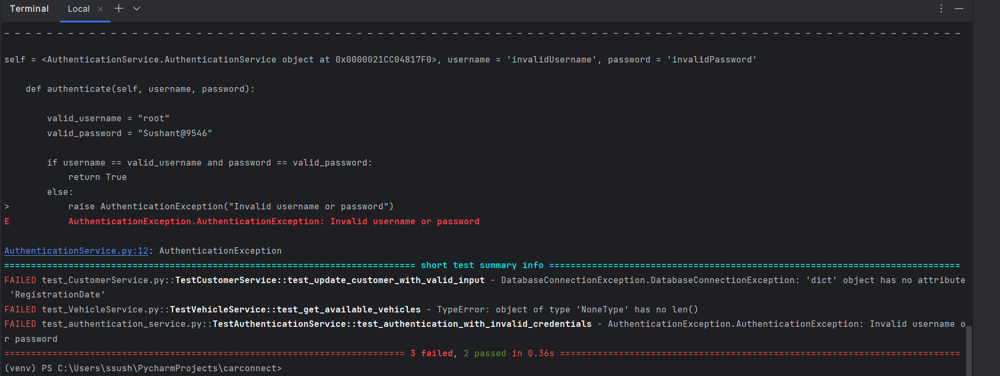 Terminal Local
- - - - - - - - - - - - - - - - - - - - - - - - - - - - - - - - - - - - - - - - - - - - - - - - - - - - - - - - - - - - - - - - - - - - - - - - - - - - - - - - - - - - - - - - - -
self = <AuthenticationService.AuthenticationService object at 0x0000021CC04817F0>, username = 'invalidUsername', password = 'invalidPassword'
def authenticate(self, username, password):
valid_username = "root"
valid_password = "Sushant@9546"
if username == valid_username and password == valid_password:
return True
else:
> raise AuthenticationException("Invalid username or password")
E AuthenticationException.AuthenticationException: Invalid username or password
AuthenticationService.py:12: AuthenticationException
============================================================================= short test summary info =============================================================================
FAILED test_CustomerService.py::TestCustomerService::test_update_customer_with_valid_input - DatabaseConnectionException.DatabaseConnectionException: 'dict' object has no attribute
'RegistrationDate'
FAILED test_VehicleService.py::TestVehicleService::test_get_available_vehicles - TypeError: object of type 'NoneType' has no len()
FAILED test_authentication_service.py::TestAuthenticationService::test_authentication_with_invalid_credentials - AuthenticationException.AuthenticationException: Invalid username o
r password
=========================================================================== 3 failed, 2 passed in 0.36s ===========================================================================
(venv) PS C:\Users\ssush\PycharmProjects\carconnect>